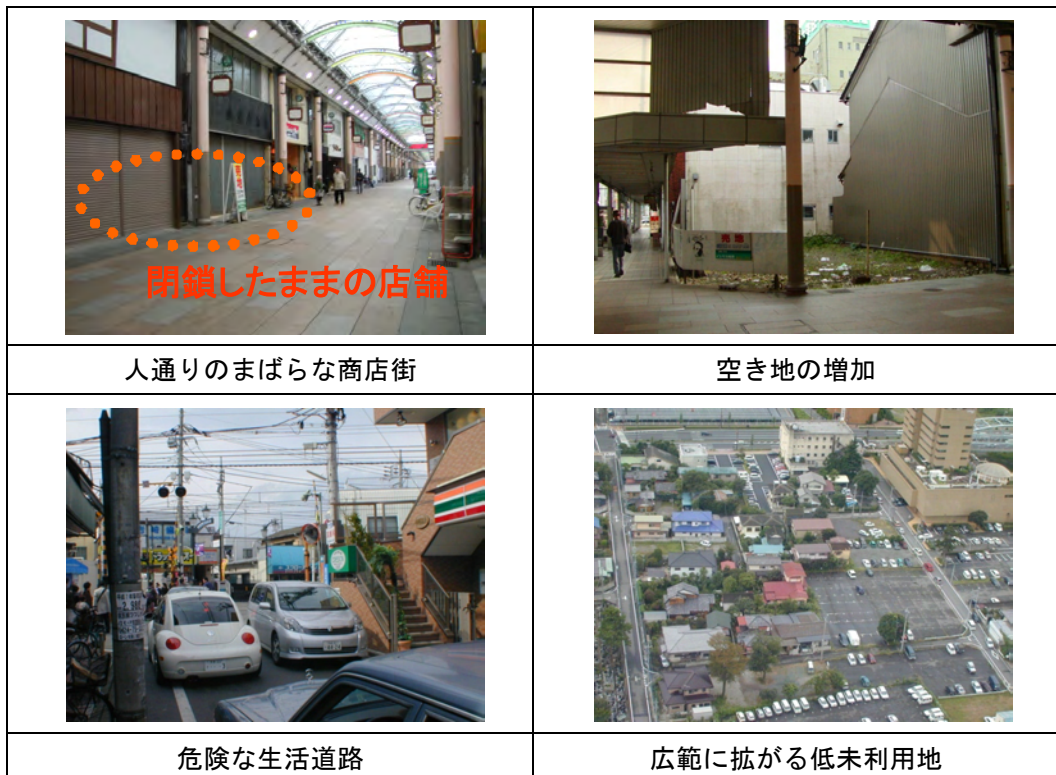 閉鎖したままの店舗
売地
人通りのまばらな商店街
空き地の増加
危険な生活道路
広範に拡がる低未利用地